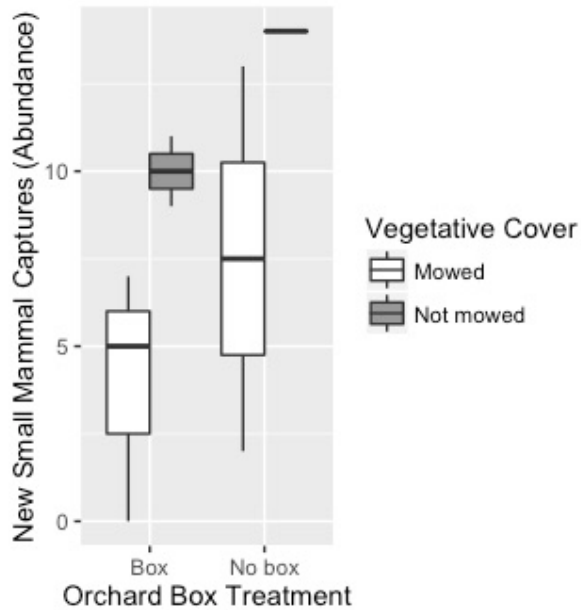 New Small Mammal Captures (Abundance)
10
5
0
Box
No box
Orchard Box Treatment
Vegetative Cover
Mowed
Not mowed